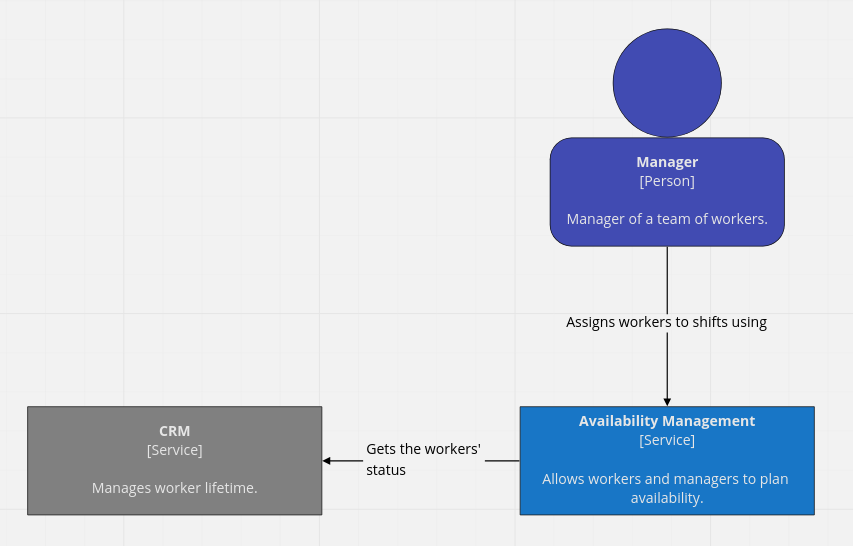 Manager
[Person]
Manager of a team of workers.
Assigns workers to shifts using
CRM
[Service]
Manages worker lifetime.
Gets the workers'
status
Availability Management
[Service]
Allows workers and managers to plan
availability.